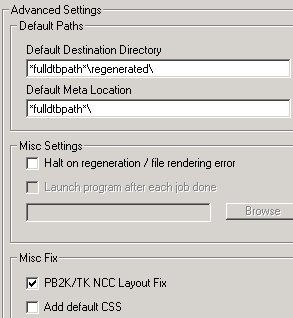 Advanced Settings
Default Paths
Default Destination Directory
*fulldtbpath*\regenerated\
Default Meta Location
*fulldtbpath*\
Misc Settings
Halt on regeneration / file rendering error
Launch program after each job done
Browse
Misc Fix
PB2K/TK NCC Layout Fix
Add default CSS